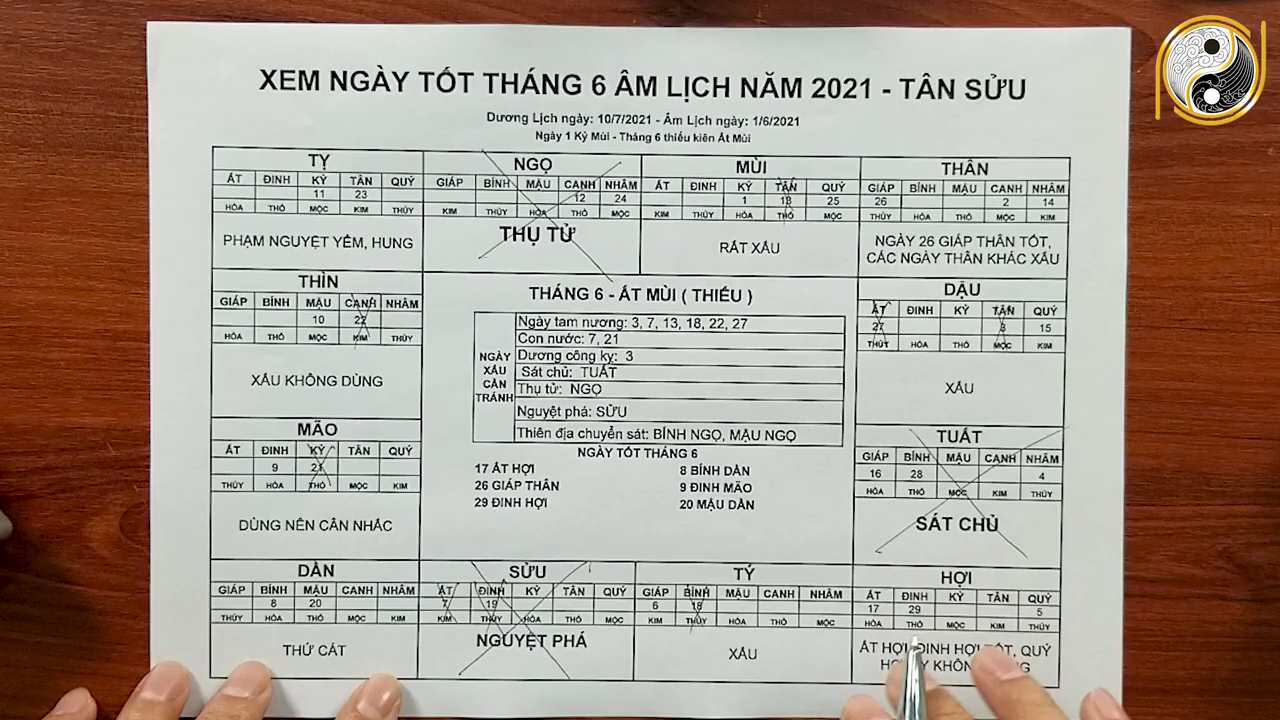 XEM NGÀY TỐT THÁNG 6 ÂM LỊCH NĂM 2021 - TÂN SỬU
Dương Lịch ngày: 10/7/2021 - Âm Lịch ngày: 1/6/2021
Ngày 1 Kỷ Mùi - Tháng 6 thiếu kiên Ất Mùi
TỴ NGỌ MÙI THÂN
ẤT ĐINH KỶ TÂN QUÝ GIÁP BÍNH MẬU CANH NHÂM ẤT ĐINH KỶ TÂN QUÝ GIÁP BÍNH MẬU CANH NHÂM
11 23 12 24 1 13 25 26 2 14
HỎA THỔ MỘC KIM THỦY KIM THỦY HỎA THỔ MỘC KIM THỦY HỎA THỔ MỘC THỦY HỎA THỔ MỘC KIM
PHẠM NGUYỆT YỂM, HUNG THỤ TỬ RẤT XẤU NGÀY 26 GIÁP THÂN TỐT,
CÁC NGÀY THÂN KHÁC XẤU
THÌN
GIÁP BÍNH MẬU CANH NHÂM
10 22
HỎA THỔ MỘC KIM THỦY
XẤU KHÔNG DÙNG
THÁNG 6 - ẤT MÙI ( THIẾU )
NGÀY XẤU CẦN TRÁNH
Ngày tam nương: 3, 7, 13, 18, 22, 27
Con nước: 7, 21
Dương công kỵ: 3
Sát chủ: TUẤT
Thụ tử: NGỌ
Nguyệt phá: SỬU
Thiên địa chuyển sát: BÍNH NGỌ, MẬU NGỌ
NGÀY TỐT THÁNG 6
17 ẤT HỢI 8 BÍNH DẦN
26 GIÁP THÂN 9 ĐINH MÃO
29 ĐINH HỢI 20 MẬU DẦN
DẬU
ẤT ĐINH KỶ TÂN QUÝ
27 3 15
THỦY HỎA THỔ MỘC KIM
XẤU
MÃO
ẤT ĐINH KỶ TÂN QUÝ
9 21
THỦY HỎA THỔ MỘC KIM
DÙNG NÊN CÂN NHẮC
TUẤT
GIÁP BÍNH MẬU CANH NHÂM
16 28 4
HỎA THỔ MỘC KIM THỦY
SÁT CHỦ
DẦN SỬU TÝ HỢI
GIÁP BÍNH MẬU CANH NHÂM ẤT ĐINH KỶ TÂN QUÝ GIÁP BÍNH MẬU CANH NHÂM ẤT ĐINH KỶ TÂN QUÝ
8 20 7 19 6 18 17 29 5
THỦY HỎA THỔ MỘC KIM KIM THỦY HỎA THỔ MỘC KIM THỦY HỎA THỔ MỘC HỎA THỔ MỘC KIM THỦY
THỨ CÁT NGUYỆT PHÁ XẤU ẤT HỢI ĐINH HỢI TỐT, QUÝ